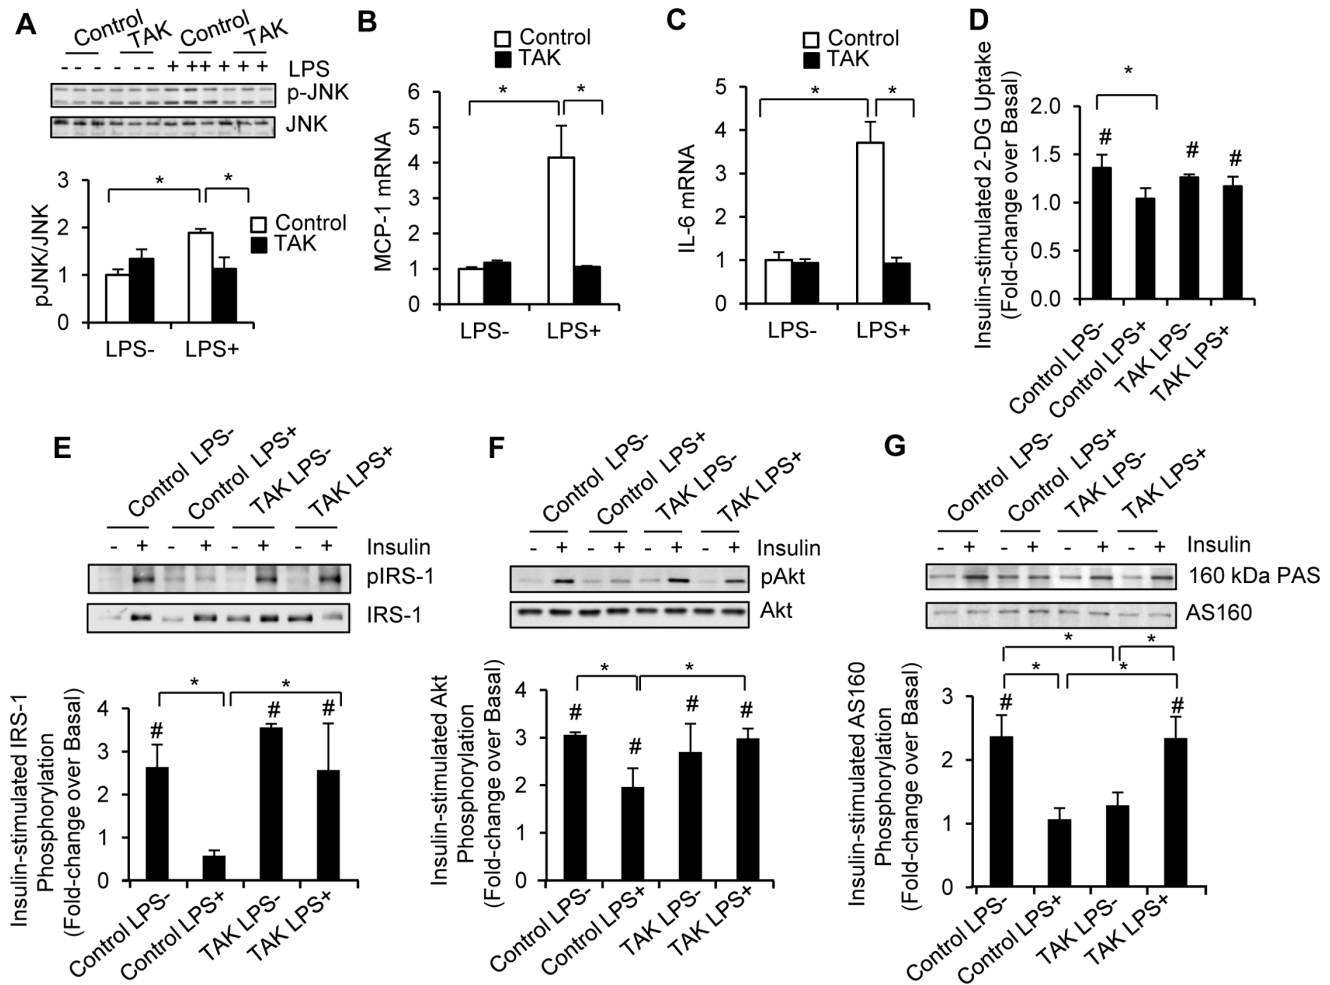 A
Control
TAK
Control
TAK
- - - - - - + ++ + + + LPS
p-JNK
JNK
3
2
1
0
pJNK/JNK
*
*
Control
TAK
LPS-
LPS+
B
Control
TAK
6
5
4
3
2
1
0
MCP-1 mRNA
*
*
LPS-
LPS+
C
Control
TAK
5
4
3
2
1
0
IL-6 mRNA
*
*
LPS-
LPS+
D
Insulin-stimulated 2-DG Uptake
(Fold-change over Basal)
2.0
1.5
1.0
0.5
0.0
*
# # #
Control LPS-
Control LPS+
TAK LPS-
TAK LPS+
E
Control LPS-
Control LPS+
TAK LPS-
TAK LPS+
- + - + - + - + Insulin
pIRS-1
IRS-1
Insulin-stimulated IRS-1
Phosphorylation
(Fold-change over Basal)
4
3
2
1
0
*
*
# # #
Control LPS-
Control LPS+
TAK LPS-
TAK LPS+
F
Control LPS-
Control LPS+
TAK LPS-
TAK LPS+
- + - + - + - + Insulin
pAkt
Akt
Insulin-stimulated Akt
Phosphorylation
(Fold-change over Basal)
4
3
2
1
0
*
*
# # # #
Control LPS-
Control LPS+
TAK LPS-
TAK LPS+
G
Control LPS-
Control LPS+
TAK LPS-
TAK LPS+
- + - + - + - + Insulin
160 kDa PAS
AS160
Insulin-stimulated AS160
Phosphorylation
(Fold-change over Basal)
3
2
1
0
* *
* *
# #
Control LPS-
Control LPS+
TAK LPS-
TAK LPS+